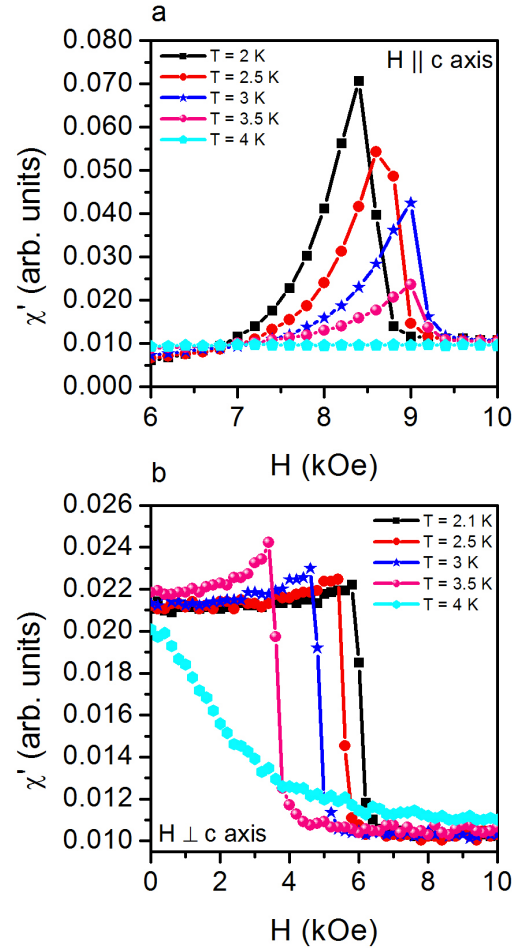 a
0.080
0.070
0.060
0.050
0.040
0.030
0.020
0.010
0.000
χ' (arb. units)
T = 2 K
T = 2.5 K
T = 3 K
T = 3.5 K
T = 4 K
H || c axis
6 7 8 9 10
H (kOe)
b
0.026
0.024
0.022
0.020
0.018
0.016
0.014
0.012
0.010
χ' (arb. units)
T = 2.1 K
T = 2.5 K
T = 3 K
T = 3.5 K
T = 4 K
H ⊥ c axis
0 2 4 6 8 10
H (kOe)